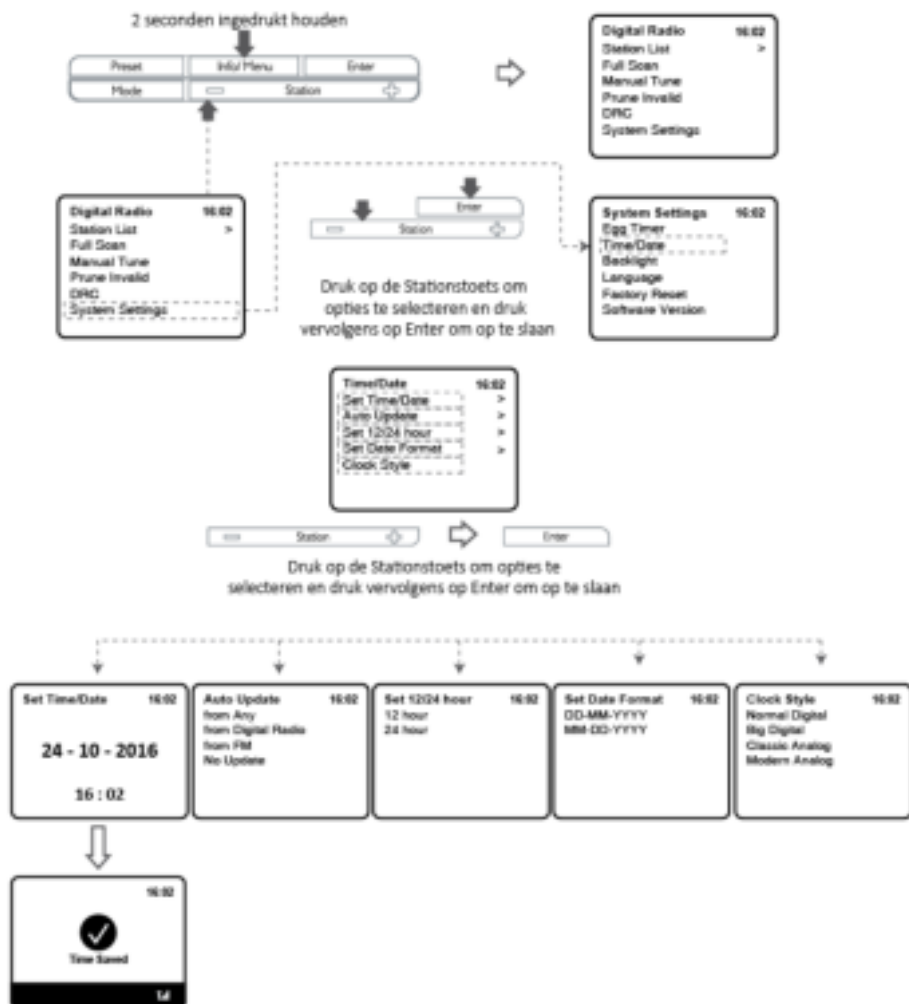 2 seconden ingedrukt houden
Preset Info/ Menu Enter
Mode Station
Digital Radio 16:02
Station List >
Full Scan
Manual Tune
Prune Invalid
DRC
System Settings
Digital Radio 16:02
Station List >
Full Scan
Manual Tune
Prune Invalid
DRC
System Settings
Enter
Station
Druk op de Stationstoets om
opties te selecteren en druk
vervolgens op Enter om op te slaan
System Settings 16:02
Egg Timer
Time/Date
Backlight
Language
Factory Reset
Software Version
Time/Date 16:02
Set Time/Date >
Auto Update >
Set 12/24 hour >
Set Date Format >
Clock Style
Station Enter
Druk op de Stationstoets om opties te
selecteren en druk vervolgens op Enter om op te slaan
Set Time/Date 16:02
24 - 10 - 2016
16 : 02
Auto Update 16:02
from Any
from Digital Radio
from FM
No Update
Set 12/24 hour 16:02
12 hour
24 hour
Set Date Format 16:02
DD-MM-YYYY
MM-DD-YYYY
Clock Style 16:02
Normal Digital
Big Digital
Classic Analog
Modern Analog
16:02
Time Saved